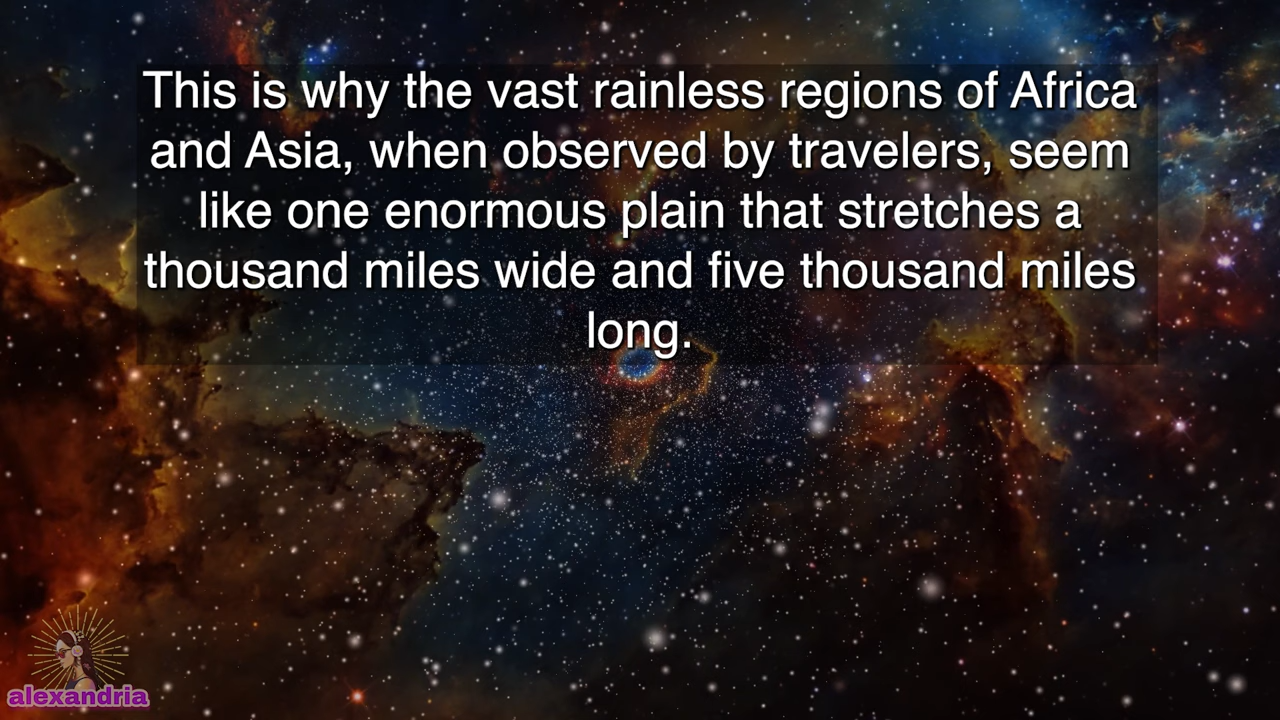 This is why the vast rainless regions of Africa
and Asia, when observed by travelers, seem
like one enormous plain that stretches a
thousand miles wide and five thousand miles
long.
alexandria